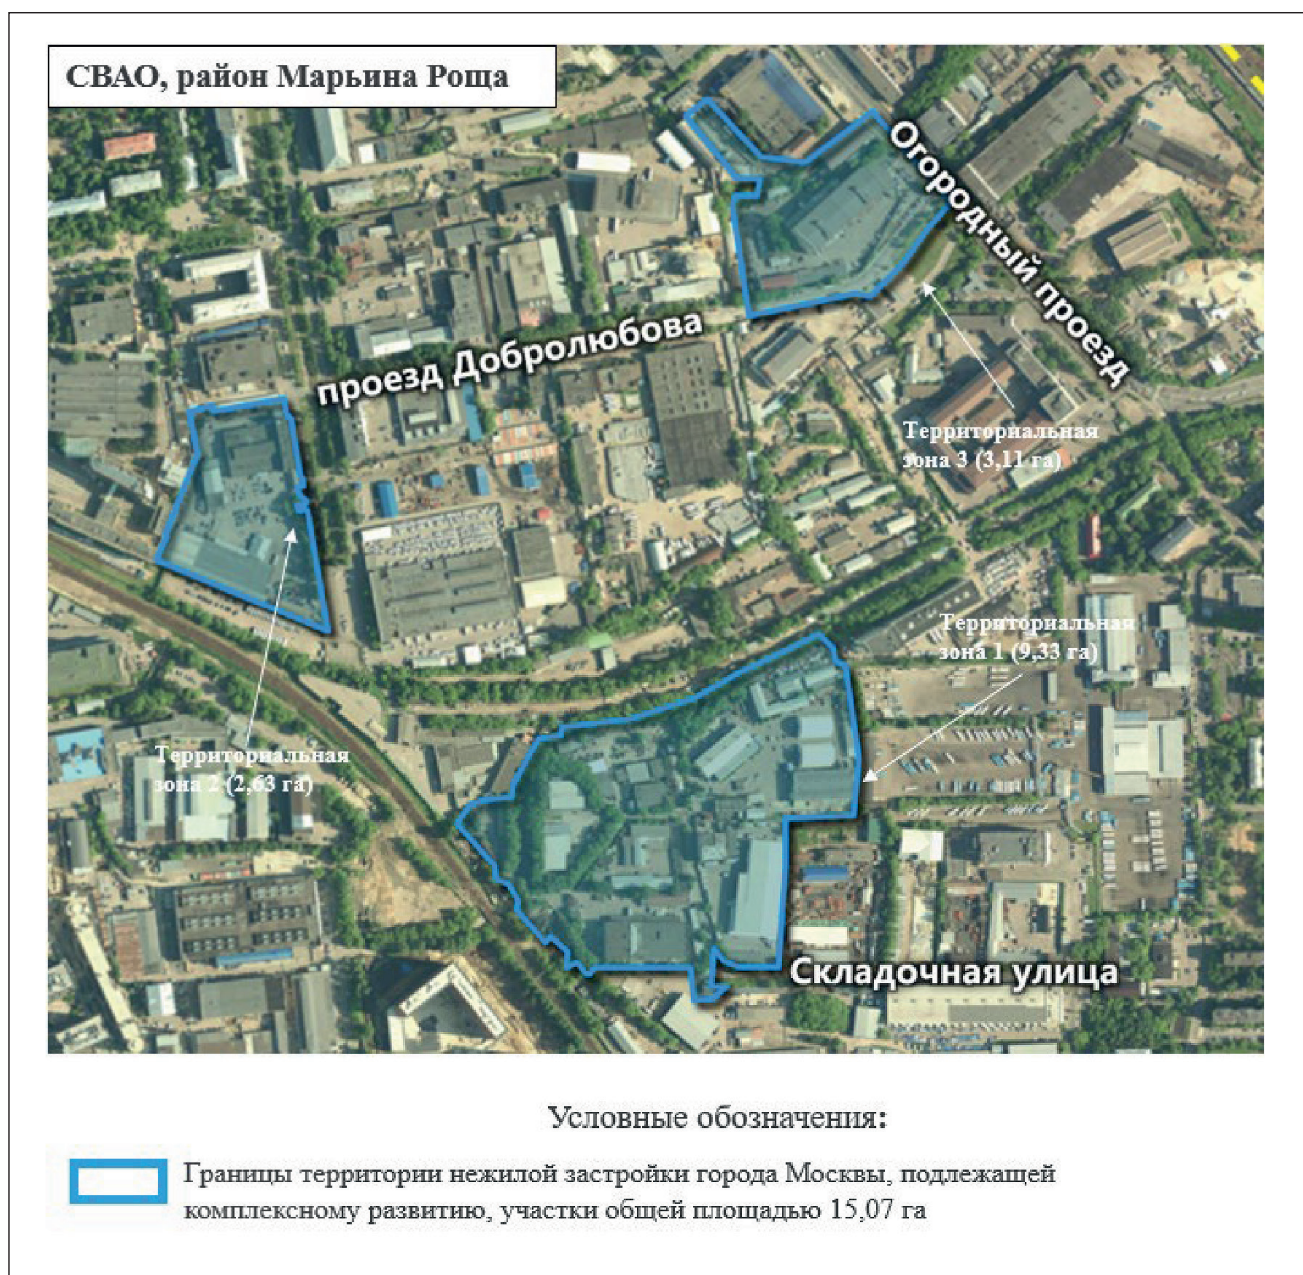 СВАО, район Марьина Роща
Огородный проезд
проезд Добролюбова
Территориальная
зона 3 (3,11 га)
Территориальная
зона 1 (9,33 га)
Территориальная
зона 2 (2,63 га)
Складочная улица
Условные обозначения:
Границы территории нежилой застройки города Москвы, подлежащей
комплексному развитию, участки общей площадью 15,07 га